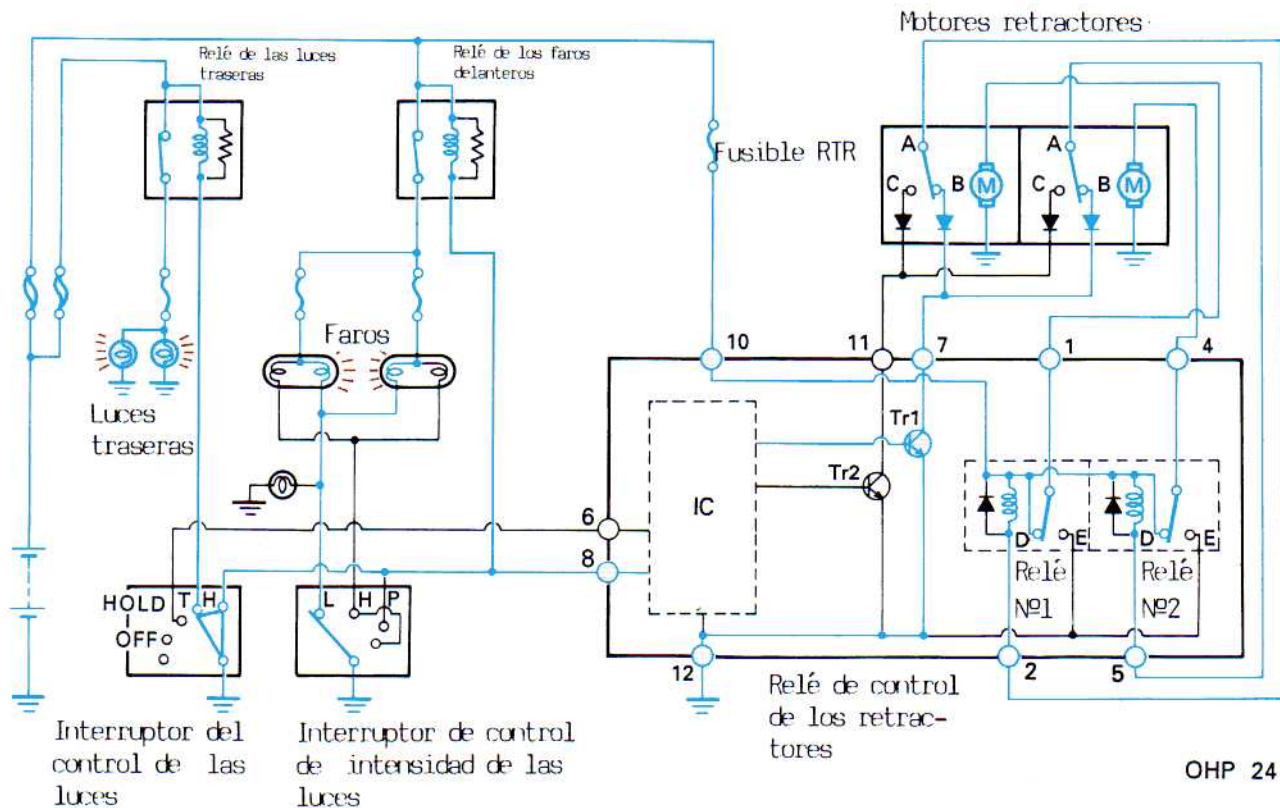 Motores retractores
Relé de las luces
traseras
Relé de los faros
delanteros
Fusible RTR
A
C
B
M
A
C
B
M
Faros
Luces
traseras
10
11
7
1
4
Tr1
Tr2
IC
6
8
D
E
D
E
Relé
Nº1
Relé
Nº2
HOLD
T
H
OFF
L
H
P
12
2
5
Relé de control
de los retrac-
tores
Interruptor del
control de las
luces
Interruptor de control
de intensidad de las
luces
OHP 24